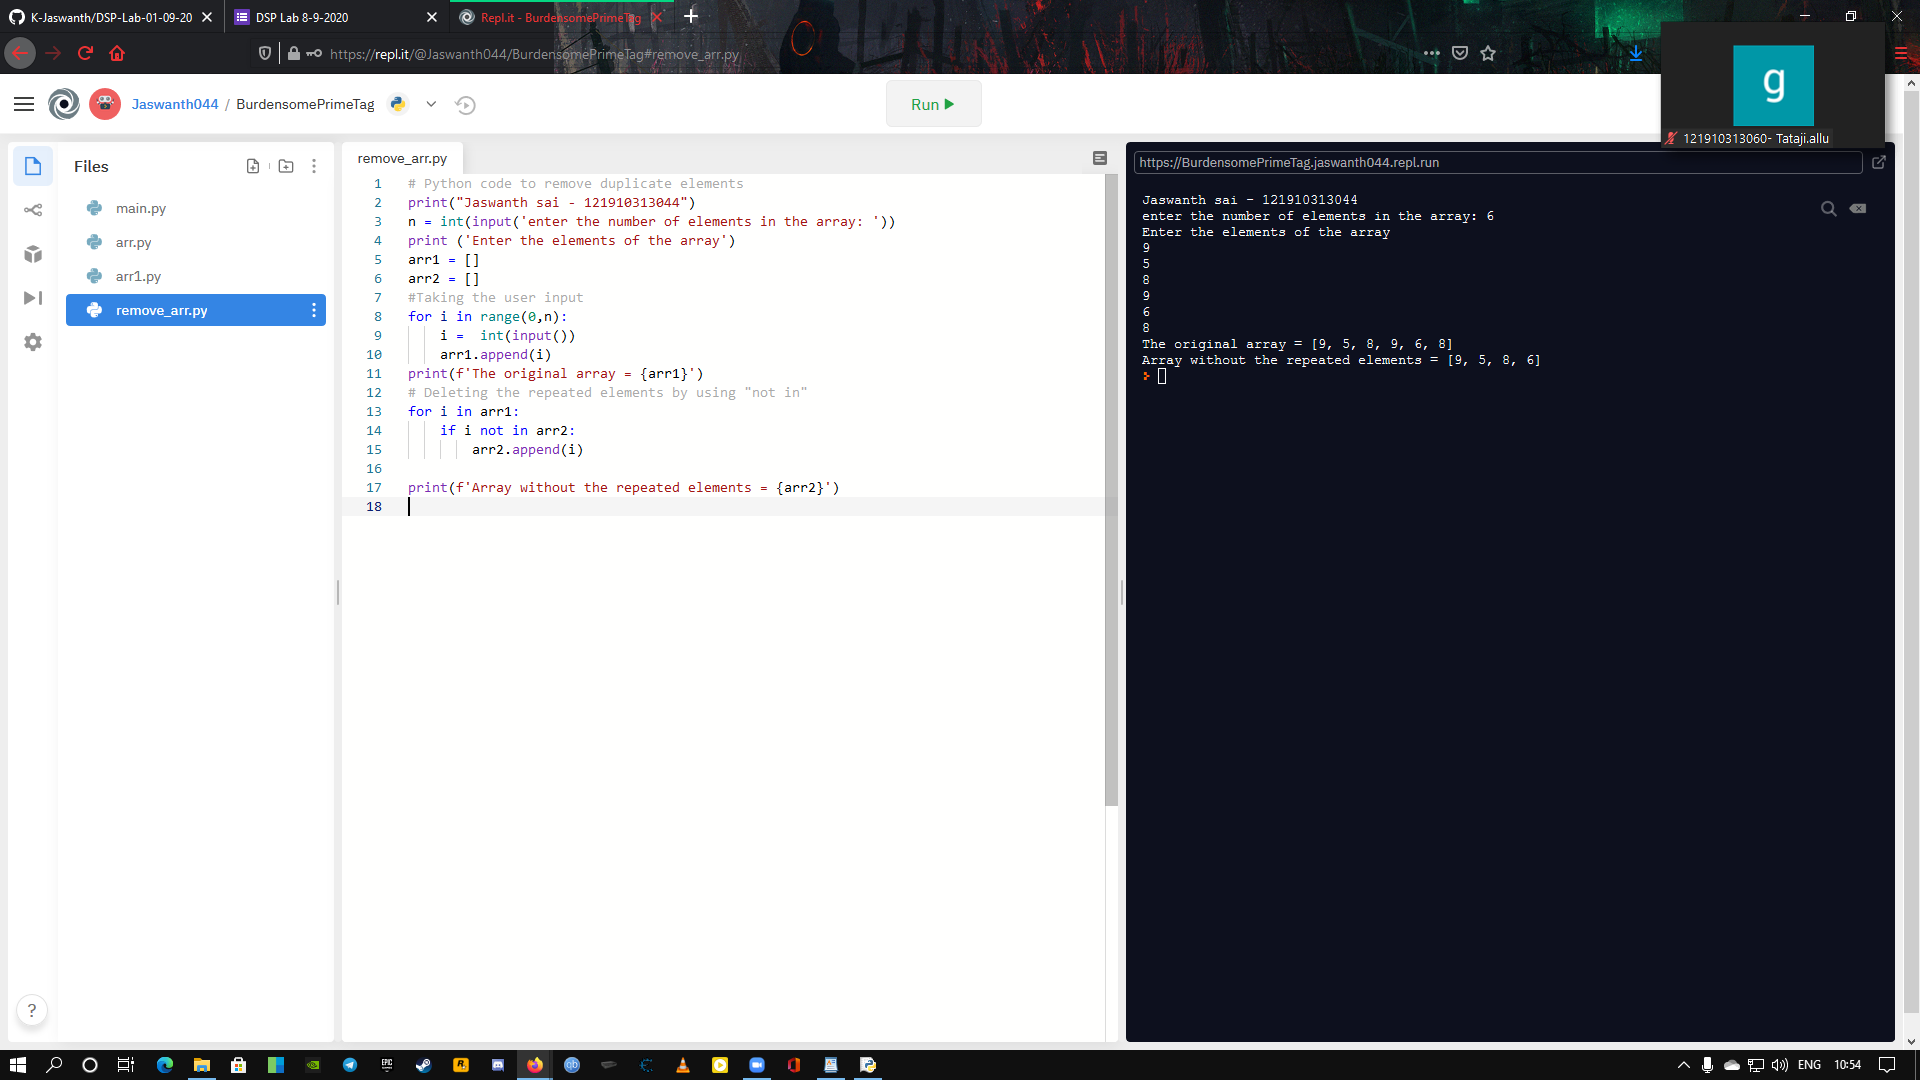 K-Jaswanth/DSP-Lab-01-09-20
DSP Lab 8-9-2020
Repl.it - BurdensomePrimeTag
https://repl.it/@Jaswanth044/BurdensomePrimeTag#remove_arr.py
g
121910313060- Tataji.allu
Jaswanth044 / BurdensomePrimeTag
Run
Files
main.py
arr.py
arr1.py
remove_arr.py
remove_arr.py
1 # Python code to remove duplicate elements
2 print("Jaswanth sai - 121910313044")
3 n = int(input('enter the number of elements in the array: '))
4 print ('Enter the elements of the array')
5 arr1 = []
6 arr2 = []
7 #Taking the user input
8 for i in range(0,n):
9     i =  int(input())
10     arr1.append(i)
11 print(f'The original array = {arr1}')
12 # Deleting the repeated elements by using "not in"
13 for i in arr1:
14     if i not in arr2:
15         arr2.append(i)
16
17 print(f'Array without the repeated elements = {arr2}')
18
https://BurdensomePrimeTag.jaswanth044.repl.run
Jaswanth sai - 121910313044
enter the number of elements in the array: 6
Enter the elements of the array
9
5
8
9
6
8
The original array = [9, 5, 8, 9, 6, 8]
Array without the repeated elements = [9, 5, 8, 6]
?
ENG
10:54